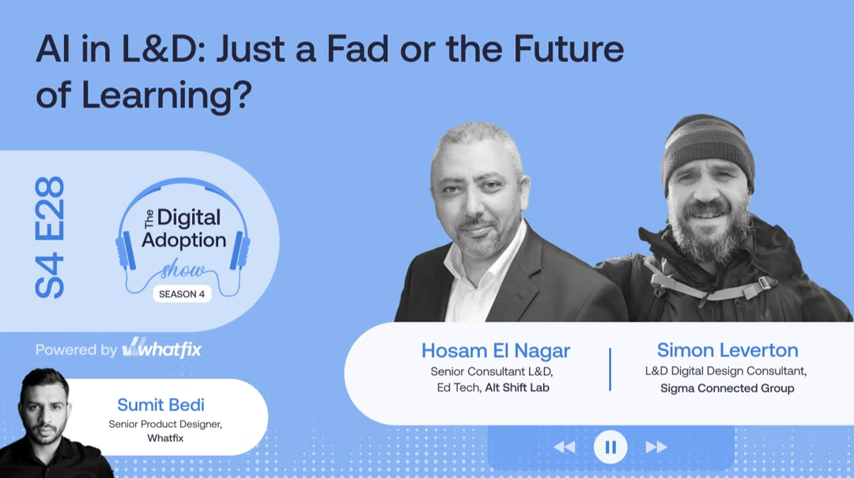 AI in L&D: Just a Fad or the Future
of Learning?
S4 E28
The Digital
Adoption
show
SEASON 4
Powered by whatfix
Hosam El Nagar
Senior Consultant L&D,
Ed Tech, Alt Shift Lab
Simon Leverton
L&D Digital Design Consultant,
Sigma Connected Group
Sumit Bedi
Senior Product Designer,
Whatfix